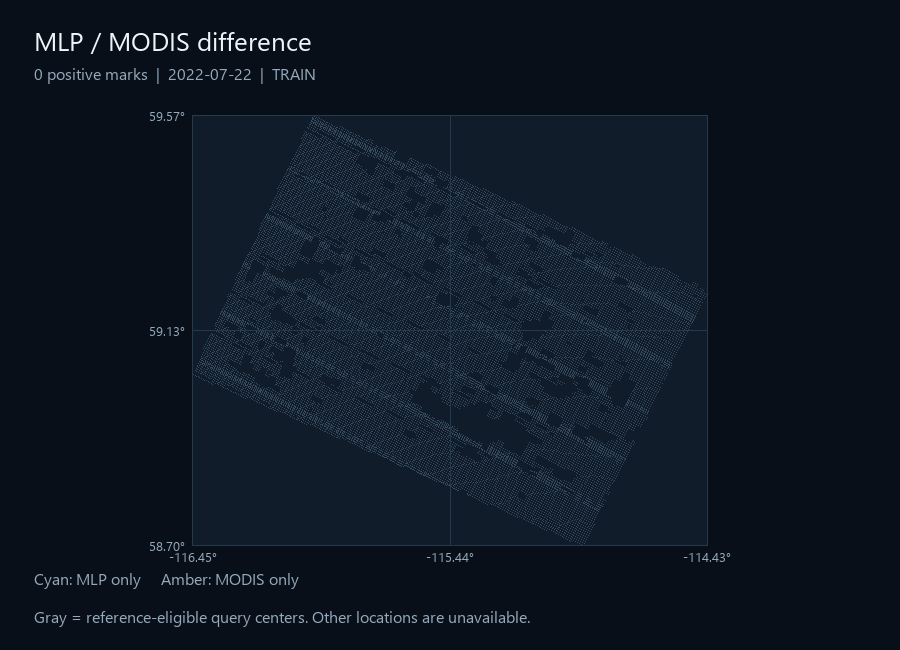 MLP / MODIS difference
0 positive marks | 2022-07-22 | TRAIN
59.57°
59.13°
58.70°
-116.45° -115.44° -114.43°
Cyan: MLP only Amber: MODIS only
Gray = reference-eligible query centers. Other locations are unavailable.